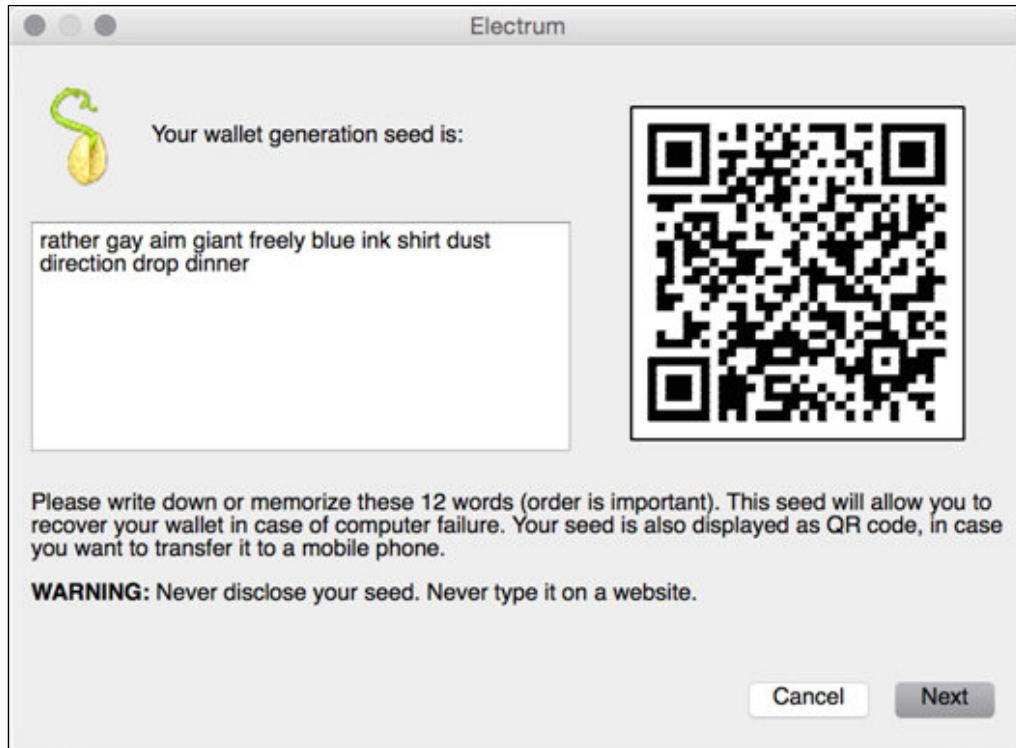 Electrum
Your wallet generation seed is:
rather gay aim giant freely blue ink shirt dust
direction drop dinner
Please write down or memorize these 12 words (order is important). This seed will allow you to
recover your wallet in case of computer failure. Your seed is also displayed as QR code, in case
you want to transfer it to a mobile phone.
WARNING: Never disclose your seed. Never type it on a website.
Cancel
Next